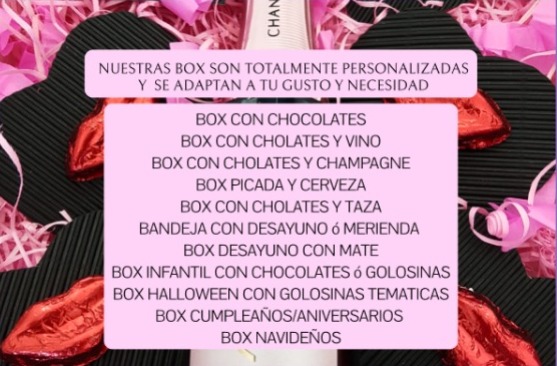 CHAN
NUESTRAS BOX SON TOTALMENTE PERSONALIZADAS
Y SE ADAPTAN A TU GUSTO Y NECESIDAD
BOX CON CHOCOLATES
BOX CON CHOLATES Y VINO
BOX CON CHOLATES Y CHAMPAGNE
BOX PICADA Y CERVEZA
BOX CON CHOLATES Y TAZA
BANDEJA CON DESAYUNO ó MERIENDA
BOX DESAYUNO CON MATE
BOX INFANTIL CON CHOCOLATES ó GOLOSINAS
BOX HALLOWEEN CON GOLOSINAS TEMATICAS
BOX CUMPLEAÑOS/ANIVERSARIOS
BOX NAVIDEÑOS